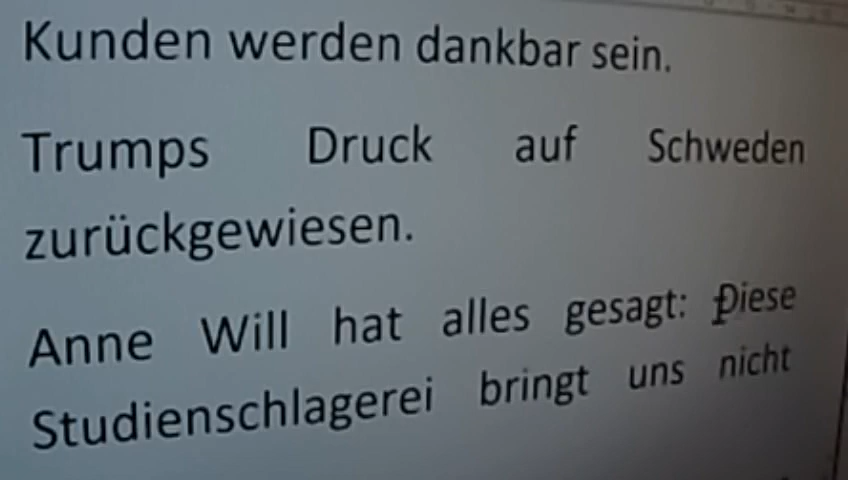 Kunden werden dankbar sein.
Trumps Druck auf Schweden
zurückgewiesen.
Anne Will hat alles gesagt: Diese
Studienschlagerei bringt uns nicht